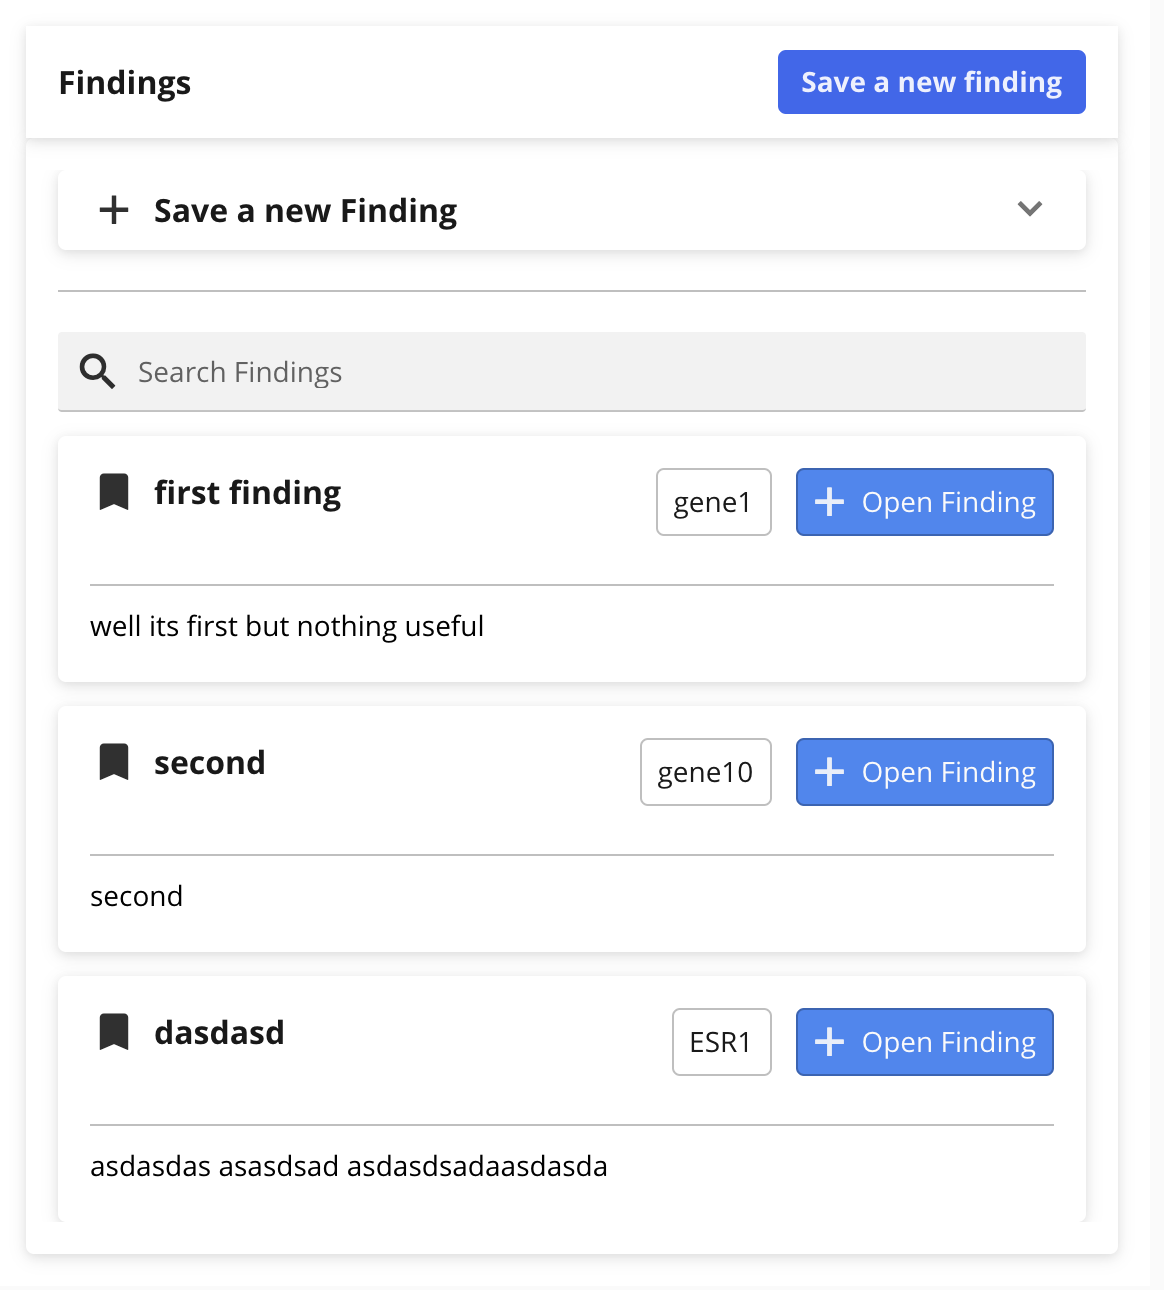 Findings
Save a new finding
Save a new Finding
Search Findings
first finding
gene1
Open Finding
well its first but nothing useful
second
gene10
Open Finding
second
dasdasd
ESR1
Open Finding
asdasdas asasdsad asdasdsadaasdasda